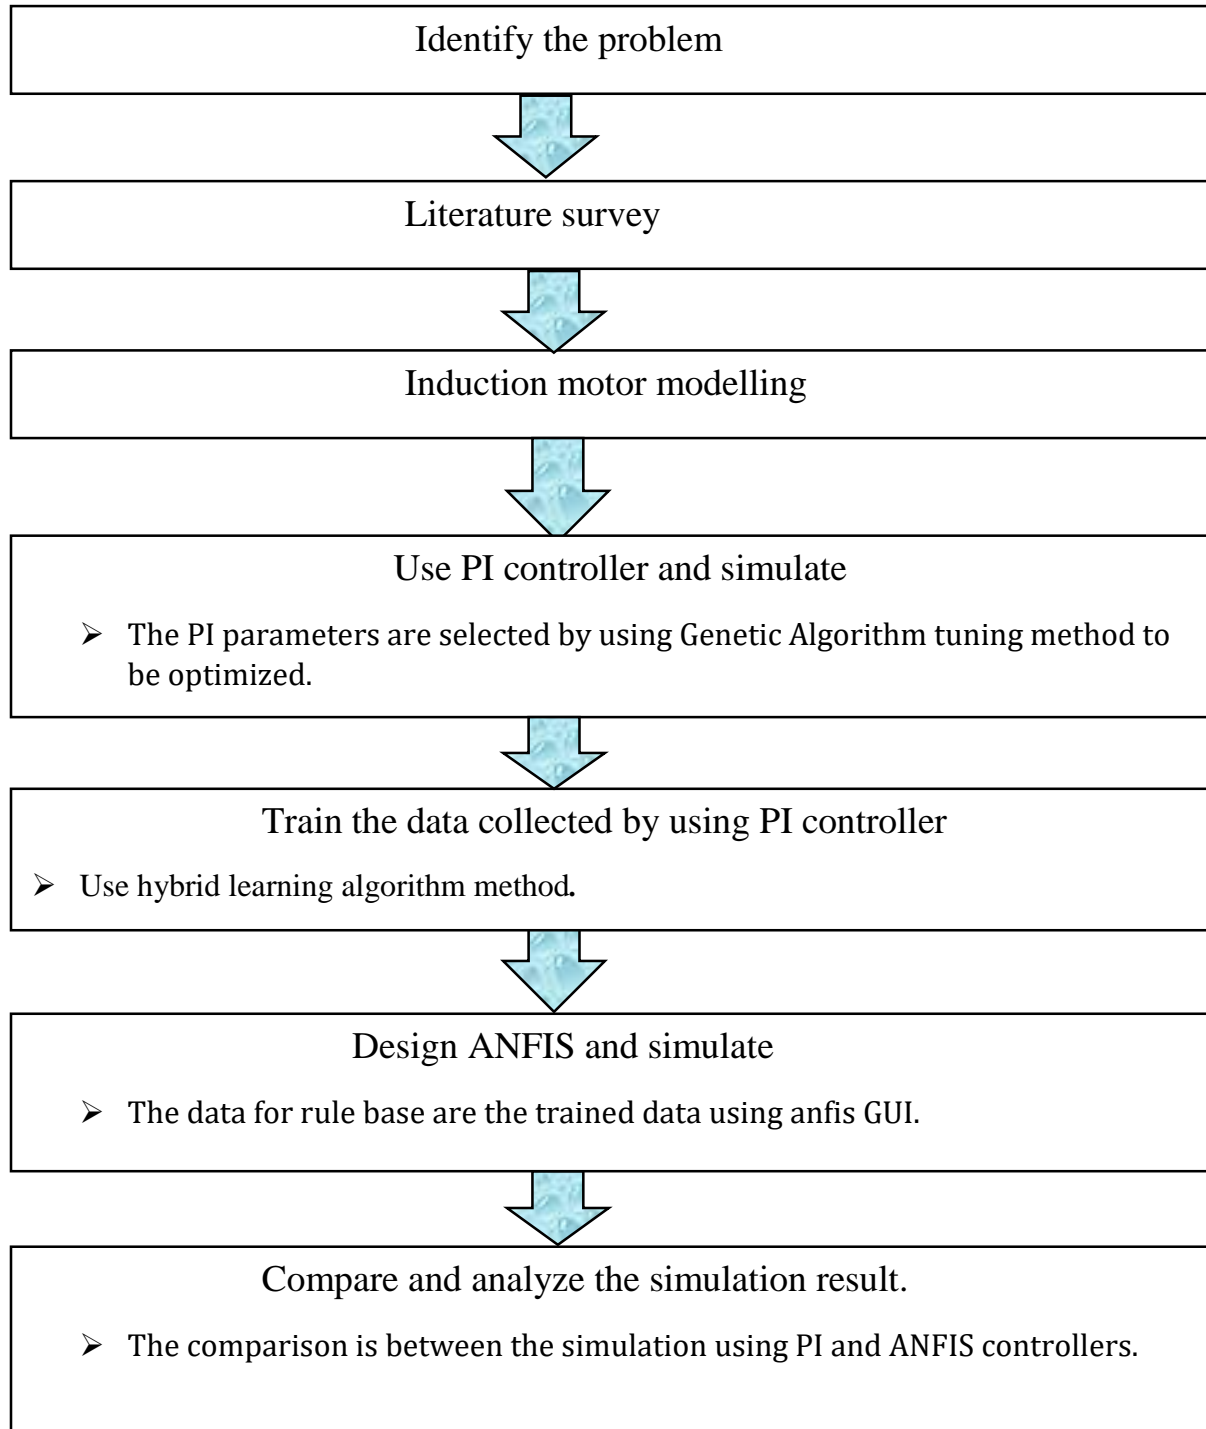 Identify the problem
Literature survey
Induction motor modelling
Use PI controller and simulate
➢ The PI parameters are selected by using Genetic Algorithm tuning method to
be optimized.
Train the data collected by using PI controller
➢ Use hybrid learning algorithm method.
Design ANFIS and simulate
➢ The data for rule base are the trained data using anfis GUI.
Compare and analyze the simulation result.
➢ The comparison is between the simulation using PI and ANFIS controllers.